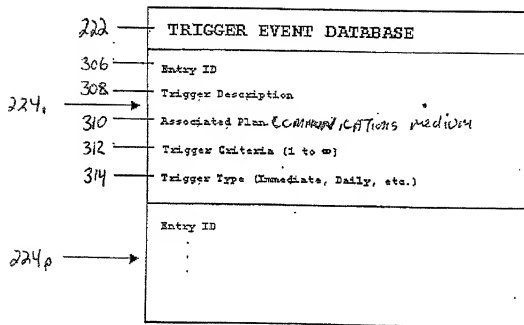 222 TRIGGER EVENT DATABASE
306 Entry ID
308 Trigger Description
224₁
310 Associated Plan COMMUNICATIONS medium
312 Trigger Criteria (1 to ∞)
314 Trigger Type (Immediate, Daily, etc.)
Entry ID
224ₚ